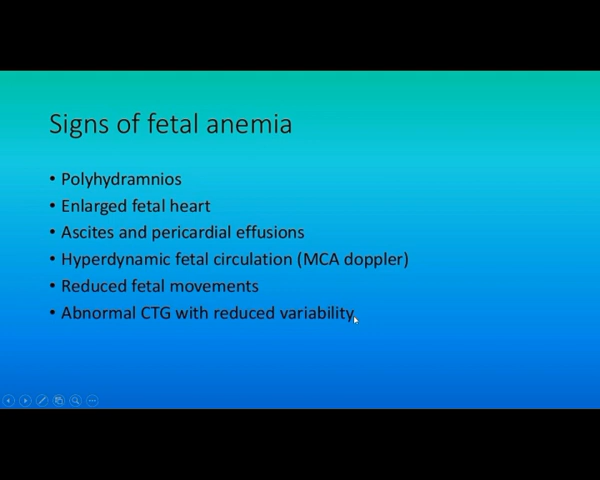 Signs of fetal anemia
• Polyhydramnios
• Enlarged fetal heart
• Ascites and pericardial effusions
• Hyperdynamic fetal circulation (MCA doppler)
• Reduced fetal movements
• Abnormal CTG with reduced variability